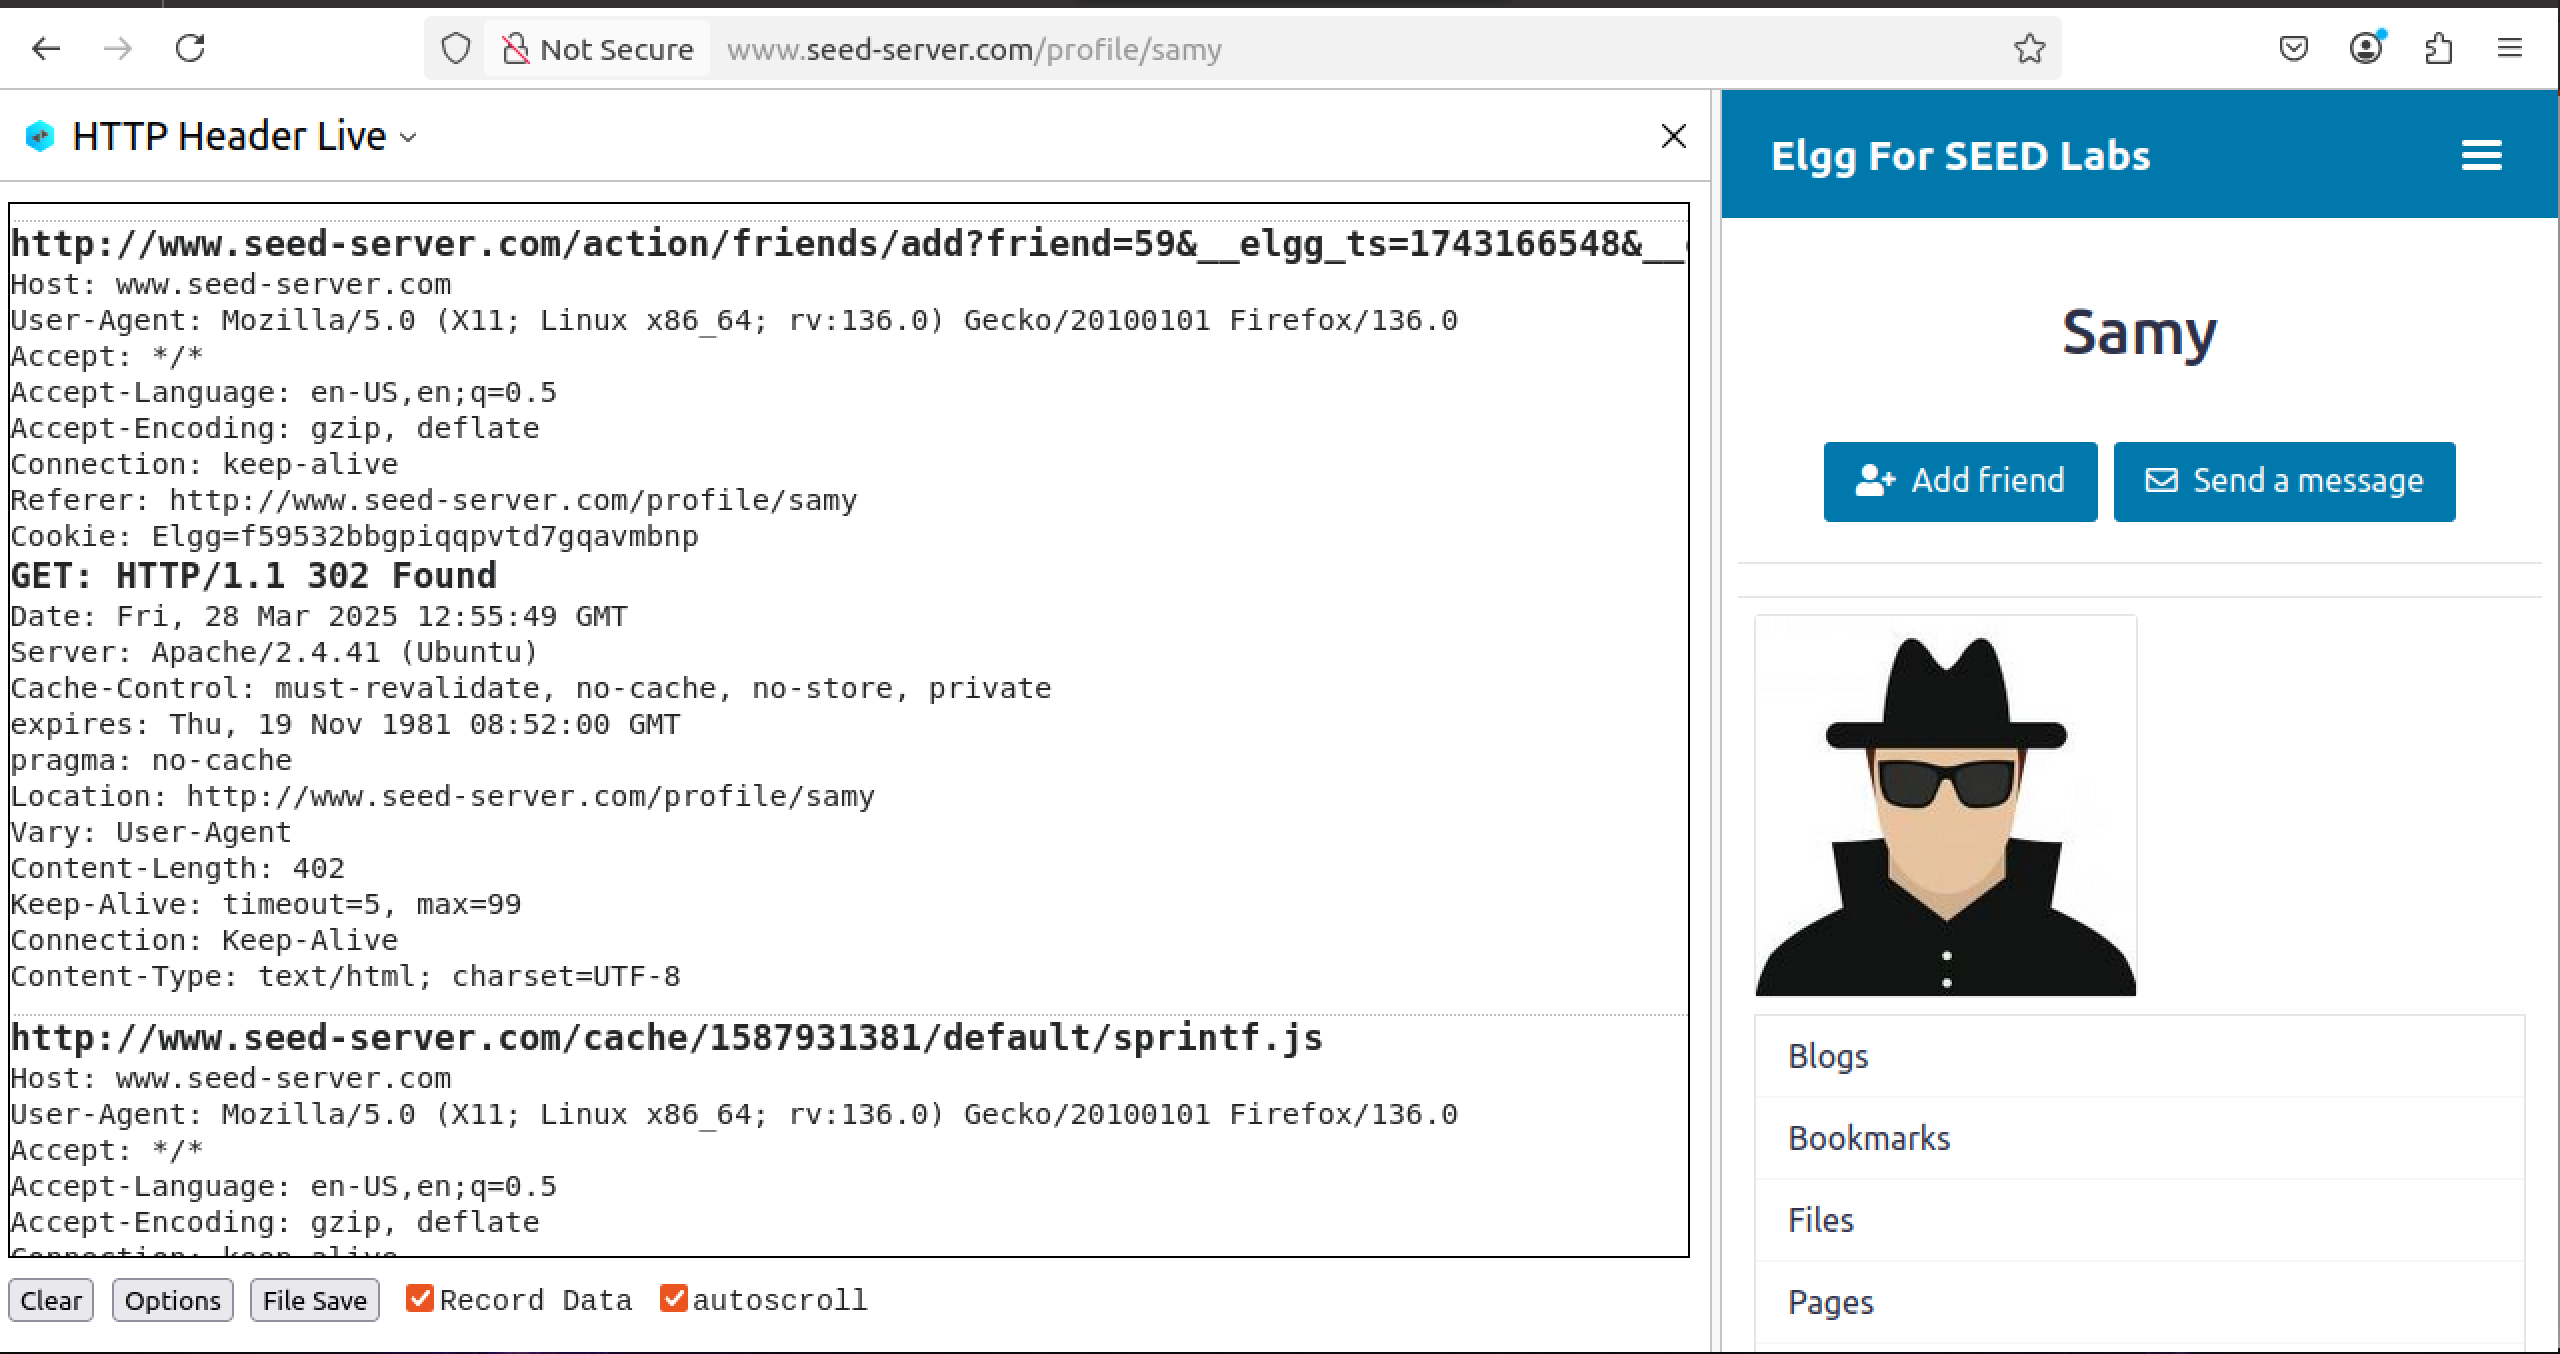 Not Secure www.seed-server.com/profile/samy
HTTP Header Live
http://www.seed-server.com/action/friends/add?friend=59&__elgg_ts=1743166548&__
Host: www.seed-server.com
User-Agent: Mozilla/5.0 (X11; Linux x86_64; rv:136.0) Gecko/20100101 Firefox/136.0
Accept: */*
Accept-Language: en-US,en;q=0.5
Accept-Encoding: gzip, deflate
Connection: keep-alive
Referer: http://www.seed-server.com/profile/samy
Cookie: Elgg=f59532bbgpiqqpvtd7gqavmbnp
GET: HTTP/1.1 302 Found
Date: Fri, 28 Mar 2025 12:55:49 GMT
Server: Apache/2.4.41 (Ubuntu)
Cache-Control: must-revalidate, no-cache, no-store, private
expires: Thu, 19 Nov 1981 08:52:00 GMT
pragma: no-cache
Location: http://www.seed-server.com/profile/samy
Vary: User-Agent
Content-Length: 402
Keep-Alive: timeout=5, max=99
Connection: Keep-Alive
Content-Type: text/html; charset=UTF-8
http://www.seed-server.com/cache/1587931381/default/sprintf.js
Host: www.seed-server.com
User-Agent: Mozilla/5.0 (X11; Linux x86_64; rv:136.0) Gecko/20100101 Firefox/136.0
Accept: */*
Accept-Language: en-US,en;q=0.5
Accept-Encoding: gzip, deflate
Connection: keep-alive
Clear Options File Save Record Data autoscroll
Elgg For SEED Labs
Samy
Add friend Send a message
Blogs
Bookmarks
Files
Pages